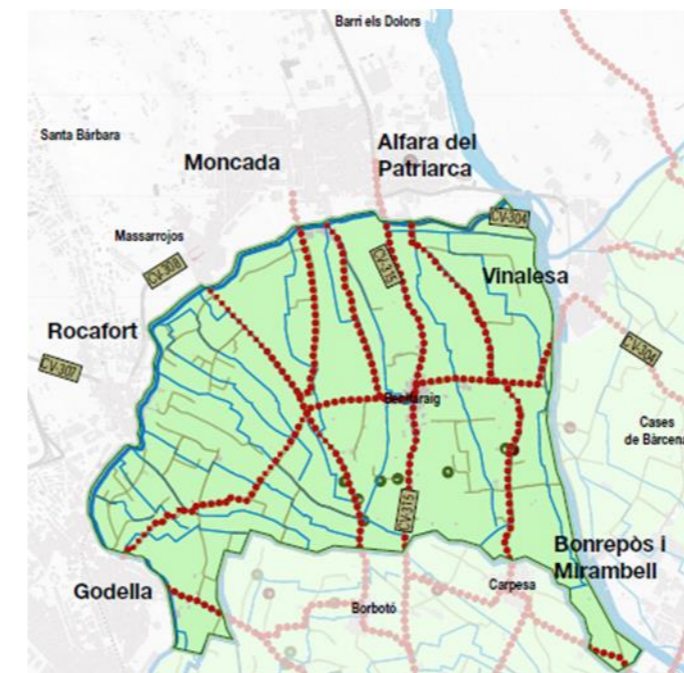 Barri els Dolors
Santa Bárbara
Moncada
Alfara del
Patriarca
CV-304
Massarrojos
CV-308
CV-315
Vinalesa
Rocafort
CV-307
CV-304
Cases
de Bàrcena
CV-315
Bonrepòs i
Mirambell
Godella
Carpesa
Borbotó